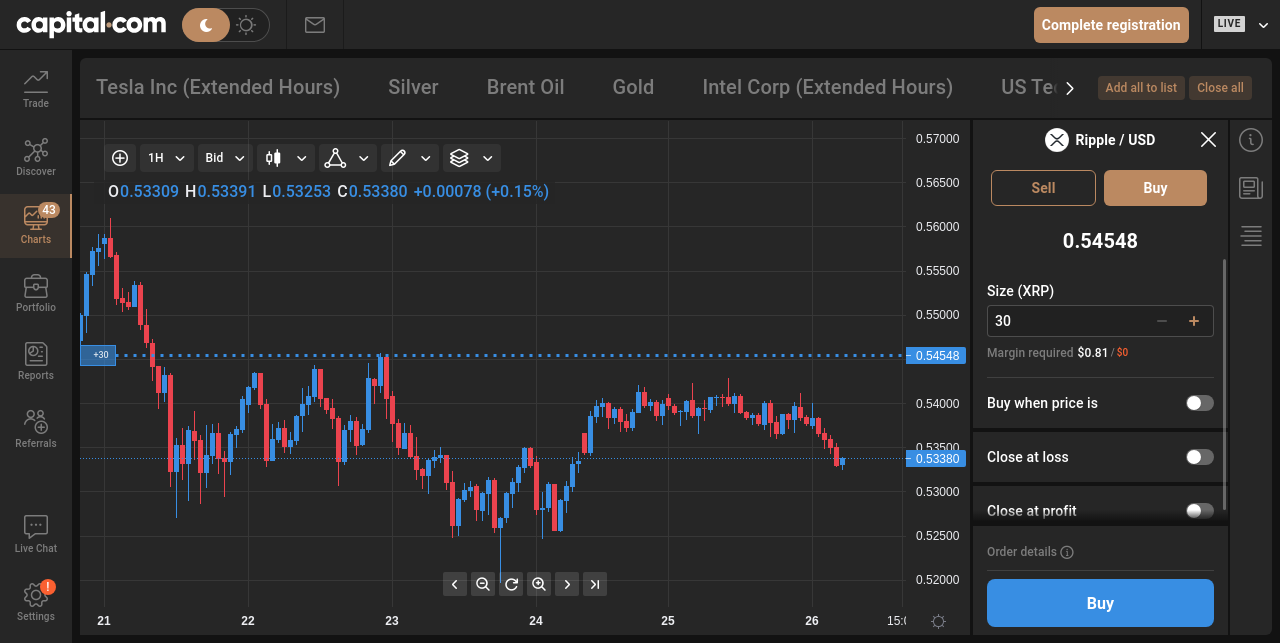 capital.com
Complete registration
LIVE
Trade
Discover
43
Charts
Portfolio
Reports
Referrals
Live Chat
!
Settings
Tesla Inc (Extended Hours)
Silver
Brent Oil
Gold
Intel Corp (Extended Hours)
US Te
Add all to list
Close all
1H
Bid
O0.53309 H0.53391 L0.53253 C0.53380 +0.00078 (+0.15%)
+30
0.57000
0.56500
0.56000
0.55500
0.55000
0.54548
0.54000
0.53500
0.53380
0.53000
0.52500
0.52000
21
22
23
24
25
26
15:
Ripple / USD
Sell
Buy
0.54548
Size (XRP)
30
Margin required $0.81 / $0
Buy when price is
Close at loss
Close at profit
Order details
Buy